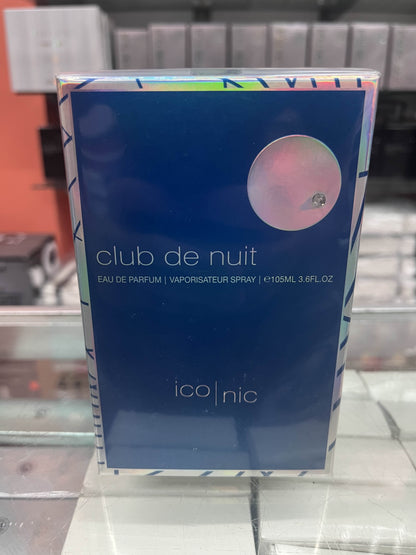 club de nuit
EAU DE PARFUM | VAPORISATEUR SPRAY | ℮105ML 3.6FL.OZ
ico|nic